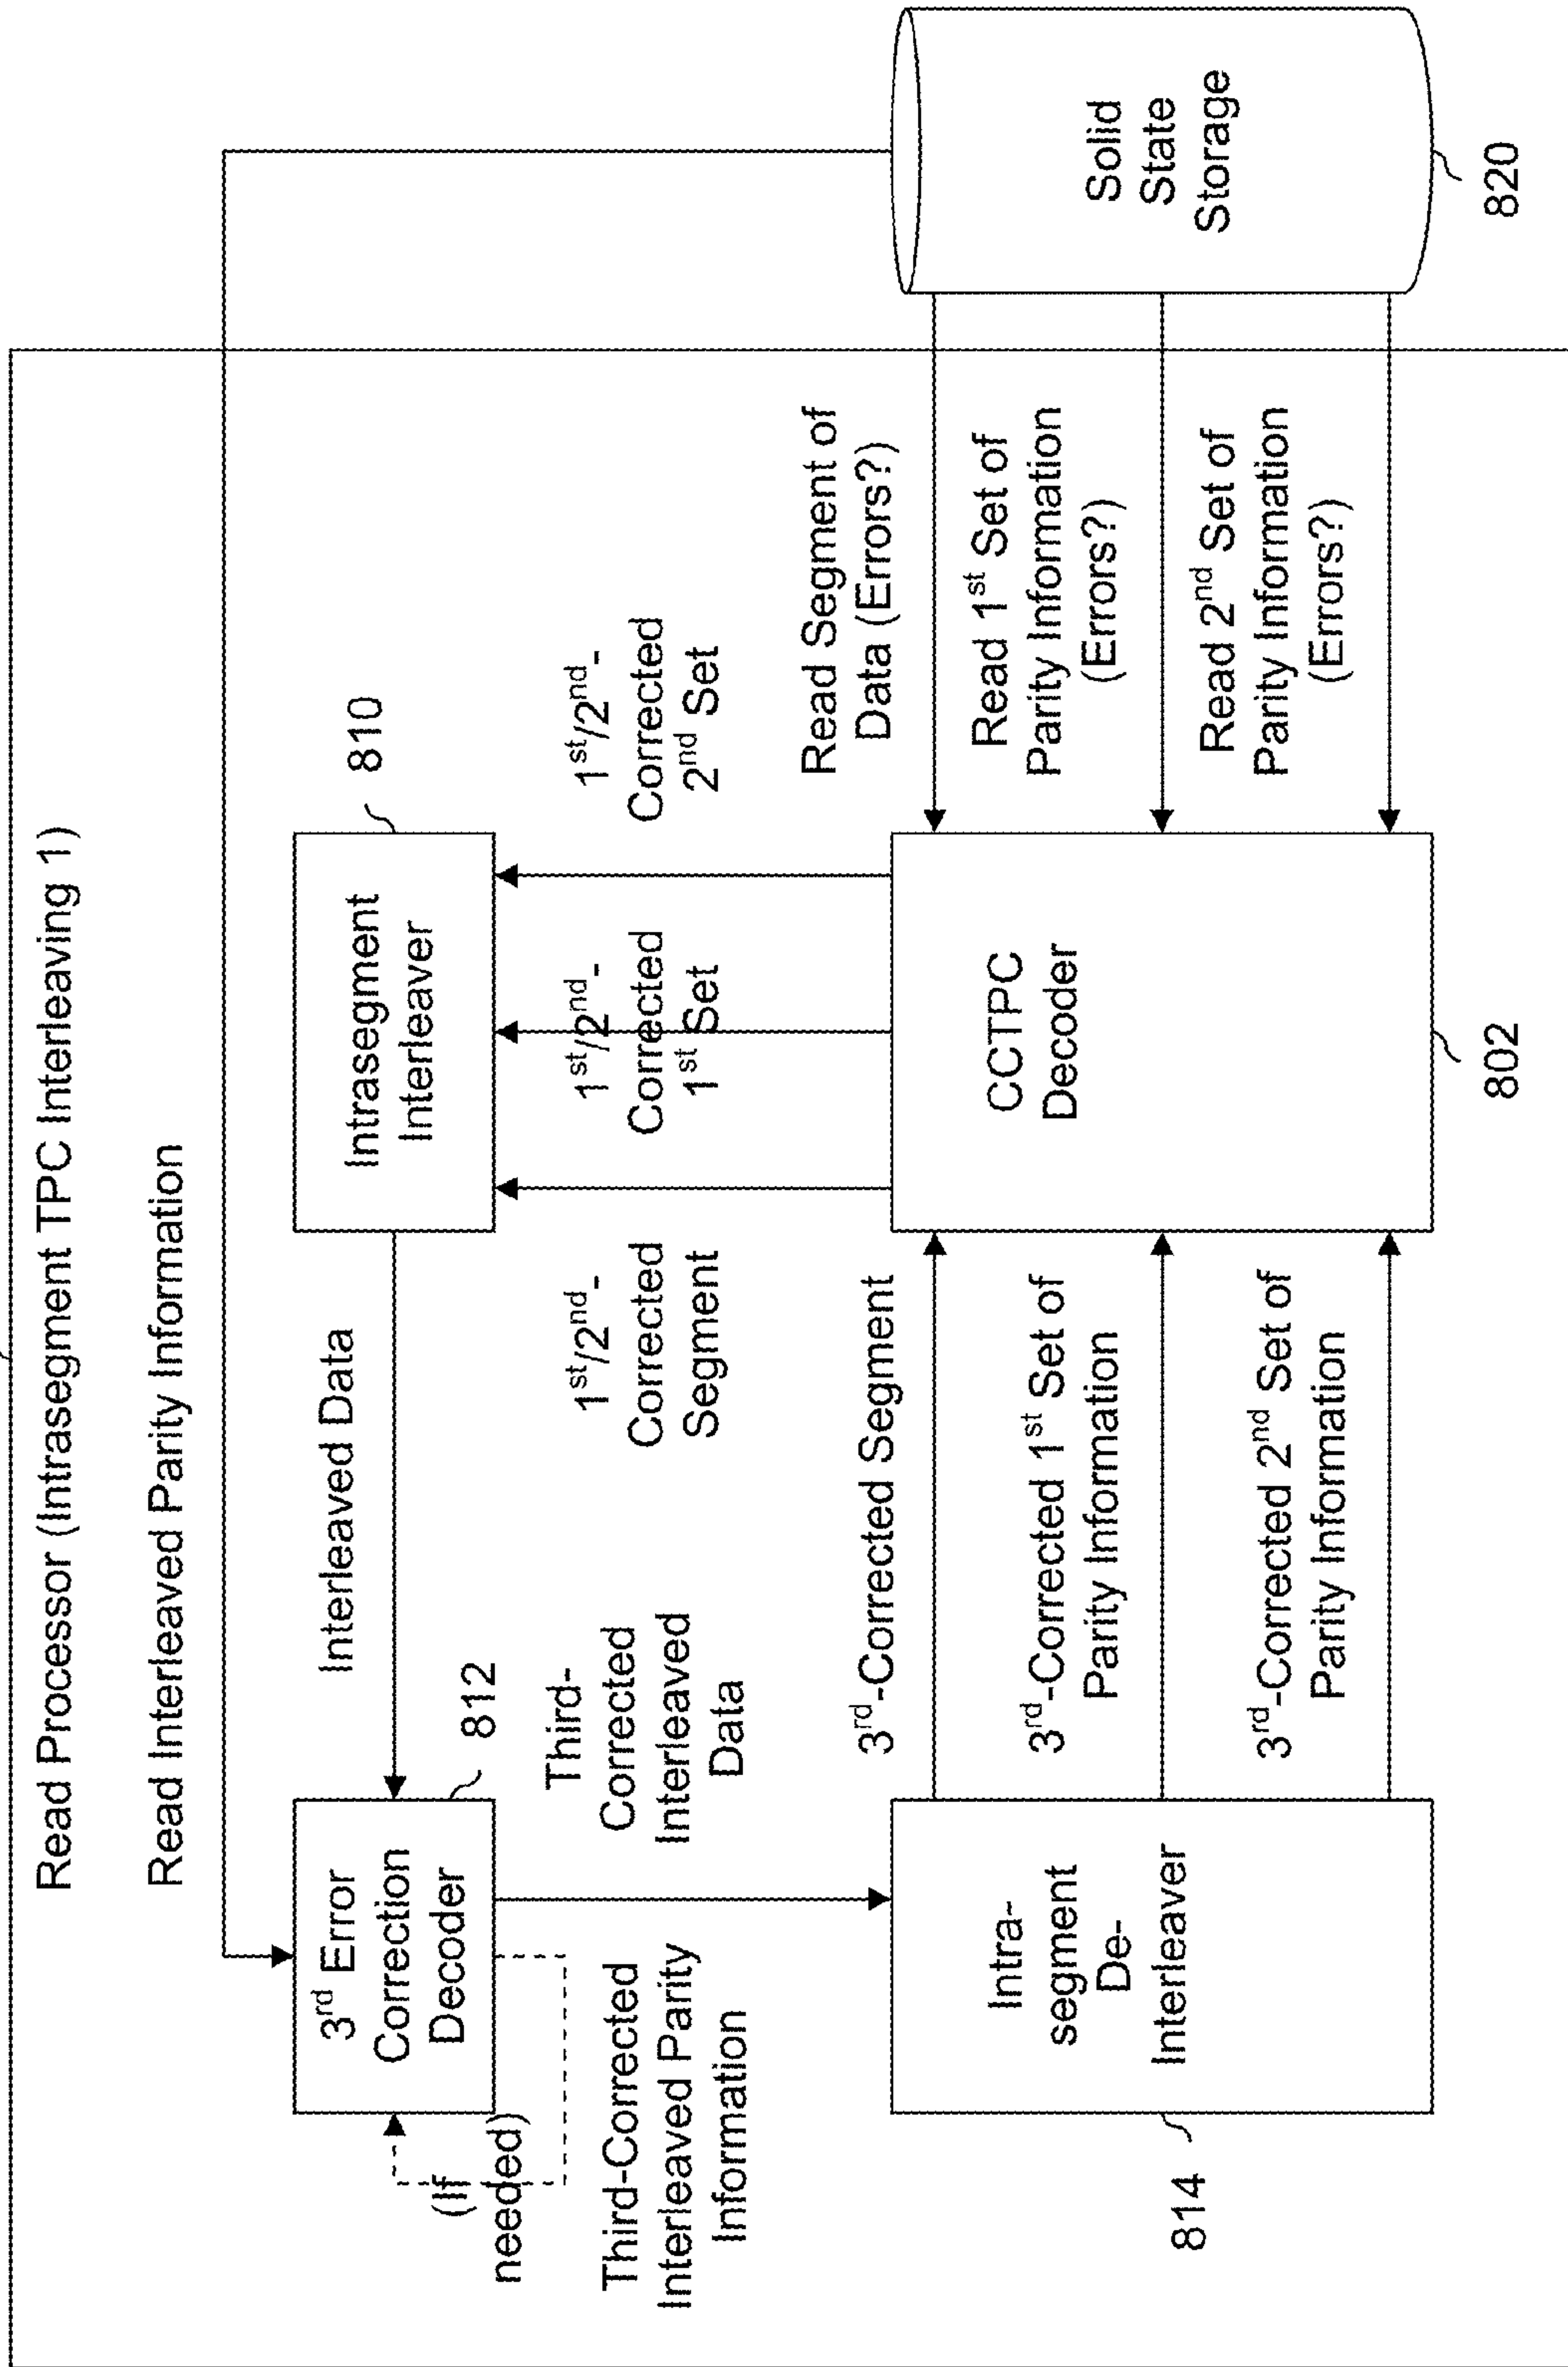 Read Processor (Intrasegment TPC Interleaving 1)
Read Interleaved Parity Information
3rd Error
Correction
Decoder
812
(If
needed)
Third-Corrected
Interleaved Parity
Information
Third-
Corrected
Interleaved
Data
Interleaved Data
Intrasegment
Interleaver
810
1st/2nd-
Corrected
Segment
1st/2nd-
Corrected
1st Set
1st/2nd-
Corrected
2nd Set
Intra-
segment
De-
Interleaver
814
3rd-Corrected Segment
3rd-Corrected 1st Set of
Parity Information
3rd-Corrected 2nd Set of
Parity Information
CCTPC
Decoder
802
Read Segment of
Data (Errors?)
Read 1st Set of
Parity Information
(Errors?)
Read 2nd Set of
Parity Information
(Errors?)
Solid
State
Storage
820